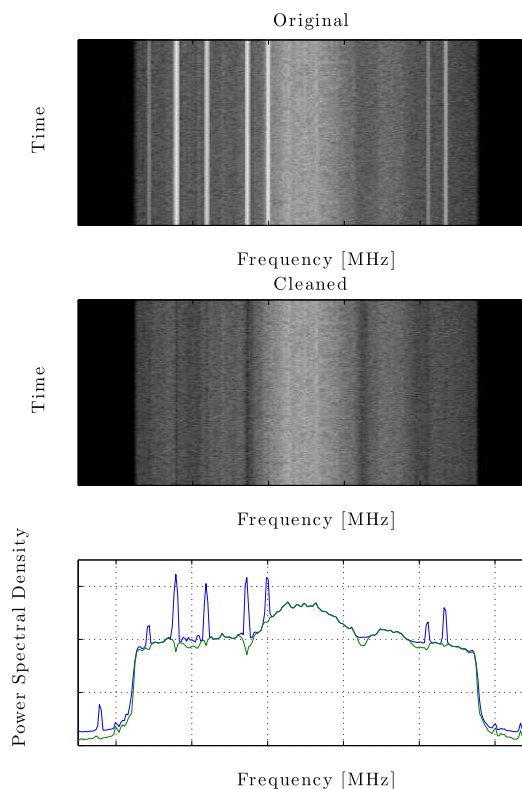 Original
Time
Frequency [MHz]
Cleaned
Time
Frequency [MHz]
Power Spectral Density
Frequency [MHz]